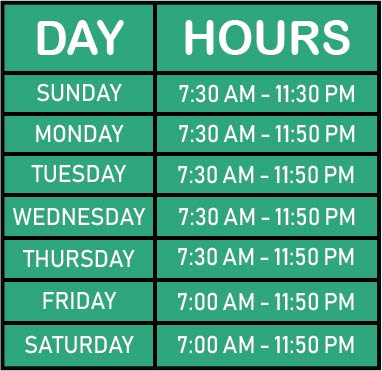 DAY HOURS
SUNDAY 7:30 AM - 11:30 PM
MONDAY 7:30 AM - 11:50 PM
TUESDAY 7:30 AM - 11:50 PM
WEDNESDAY 7:30 AM - 11:50 PM
THURSDAY 7:30 AM - 11:50 PM
FRIDAY 7:00 AM - 11:50 PM
SATURDAY 7:00 AM - 11:50 PM